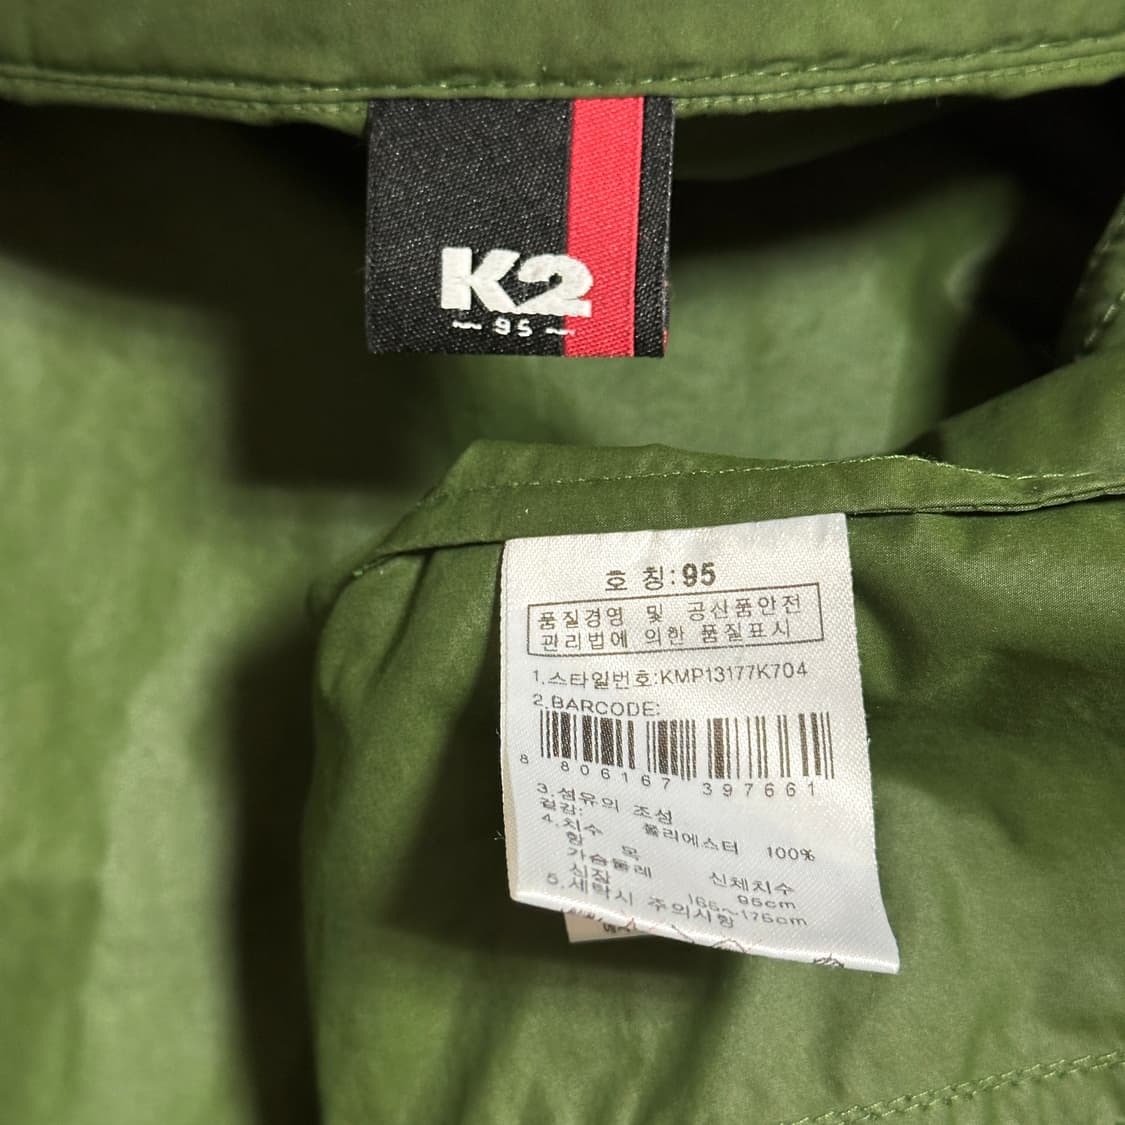 K2
95
호 칭:95
품질경영 및 공산품안전
관리법에 의한 품질표시
1.스타일번호:KMP13177K704
2.BARCODE:
8 806167 397661
3.섬유의 조성
겉감: 폴리에스터 100%
4.치수
항 목 신체치수
가슴둘레 95cm
신장 165~175cm
5.세탁시 주의사항